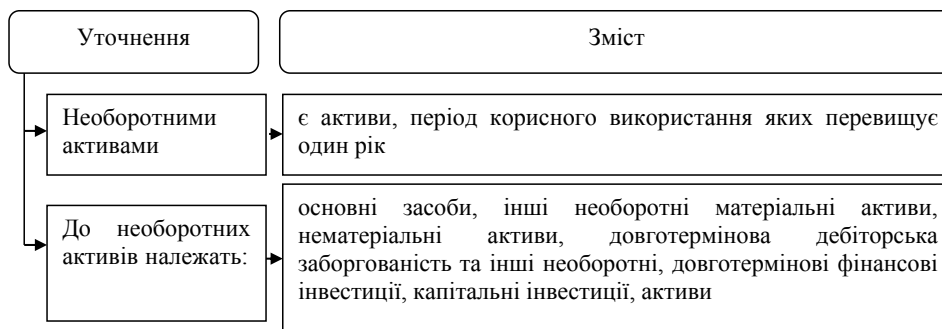 Уточнення
Зміст
Необоротними
активами
є активи, період корисного використання яких перевищує
один рік
До необоротних
активів належать:
основні засоби, інші необоротні матеріальні активи,
нематеріальні активи, довготермінова дебіторська
заборгованість та інші необоротні, довготермінові фінансові
інвестиції, капітальні інвестиції, активи